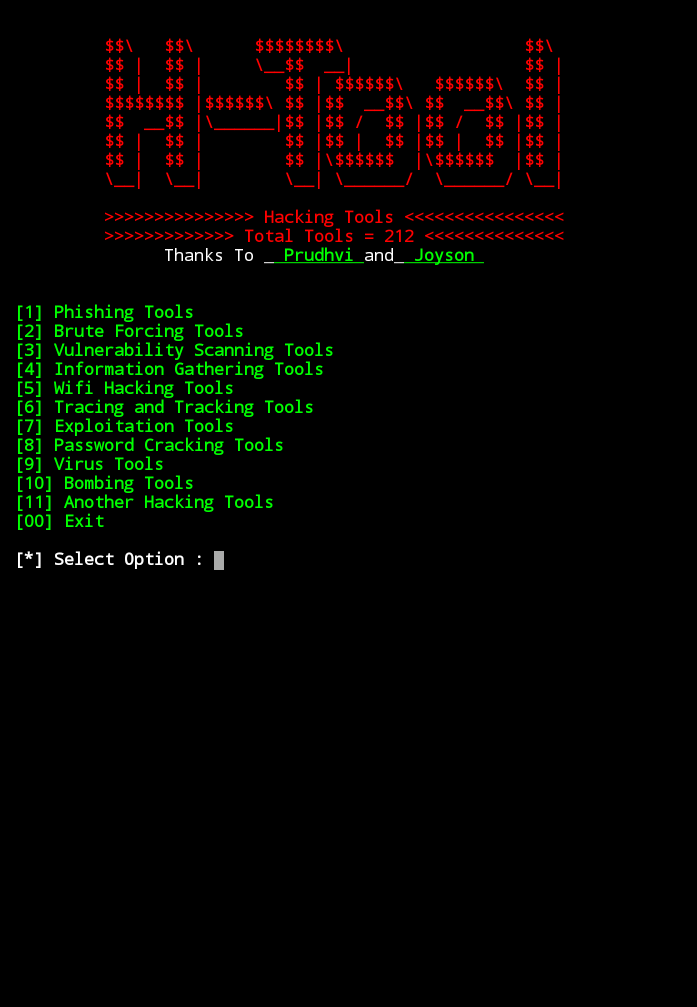 $$\   $$\      $$$$$$$$\                  $$\
$$ |  $$ |     \__$$  __|                 $$ |
$$ |  $$ |        $$ | $$$$$$\   $$$$$$\  $$ |
$$$$$$$$ |$$$$$$\ $$ |$$  __$$\ $$  __$$\ $$ |
$$  __$$ |\______|$$ |$$ /  $$ |$$ /  $$ |$$ |
$$ |  $$ |        $$ |$$ |  $$ |$$ |  $$ |$$ |
$$ |  $$ |        $$ |\$$$$$$  |\$$$$$$  |$$ |
\__|  \__|        \__| \______/  \______/ \__|
>>>>>>>>>>>>>>> Hacking Tools <<<<<<<<<<<<<<<<
>>>>>>>>>>>>> Total Tools = 212 <<<<<<<<<<<<<<
Thanks To _ Prudhvi and_ Joyson
[1] Phishing Tools
[2] Brute Forcing Tools
[3] Vulnerability Scanning Tools
[4] Information Gathering Tools
[5] Wifi Hacking Tools
[6] Tracing and Tracking Tools
[7] Exploitation Tools
[8] Password Cracking Tools
[9] Virus Tools
[10] Bombing Tools
[11] Another Hacking Tools
[00] Exit
[*] Select Option :